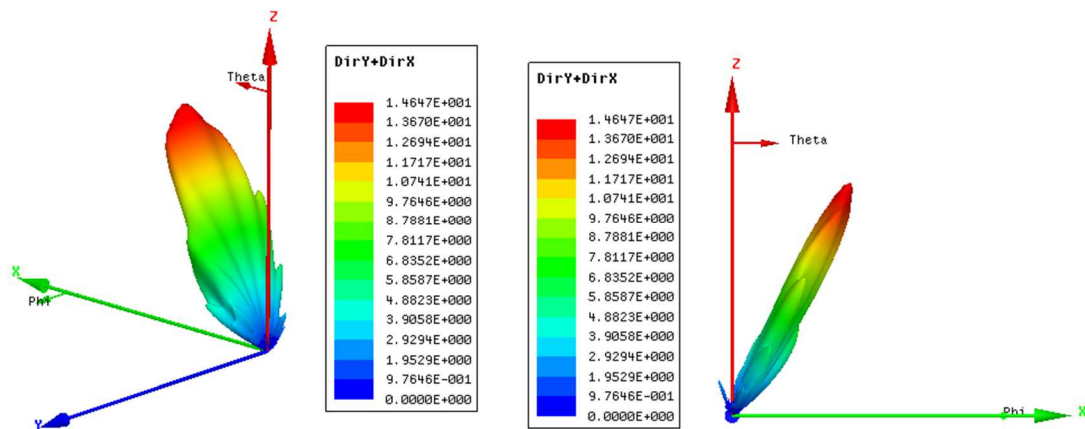 Z
Theta
X
Phi
Y
DirY+DirX
1.4647E+001
1.3670E+001
1.2694E+001
1.1717E+001
1.0741E+001
9.7646E+000
8.7881E+000
7.8117E+000
6.8352E+000
5.8587E+000
4.8823E+000
3.9058E+000
2.9294E+000
1.9529E+000
9.7646E-001
0.0000E+000
DirY+DirX
1.4647E+001
1.3670E+001
1.2694E+001
1.1717E+001
1.0741E+001
9.7646E+000
8.7881E+000
7.8117E+000
6.8352E+000
5.8587E+000
4.8823E+000
3.9058E+000
2.9294E+000
1.9529E+000
9.7646E-001
0.0000E+000
Z
Theta
Phi
X